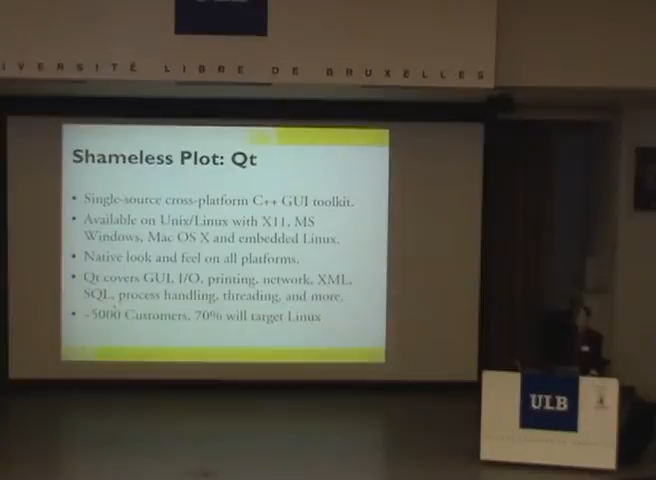 IVERSITÉ LIBRE DE BRUXELLES
Shameless Plot: Qt
• Single-source cross-platform C++ GUI toolkit.
• Available on Unix/Linux with X11, MS
Windows, Mac OS X and embedded Linux.
• Native look and feel on all platforms.
• Qt covers GUI, I/O, printing, network, XML,
SQL, process handling, threading, and more.
• ~5000 Customers, 70% will target Linux
ULB